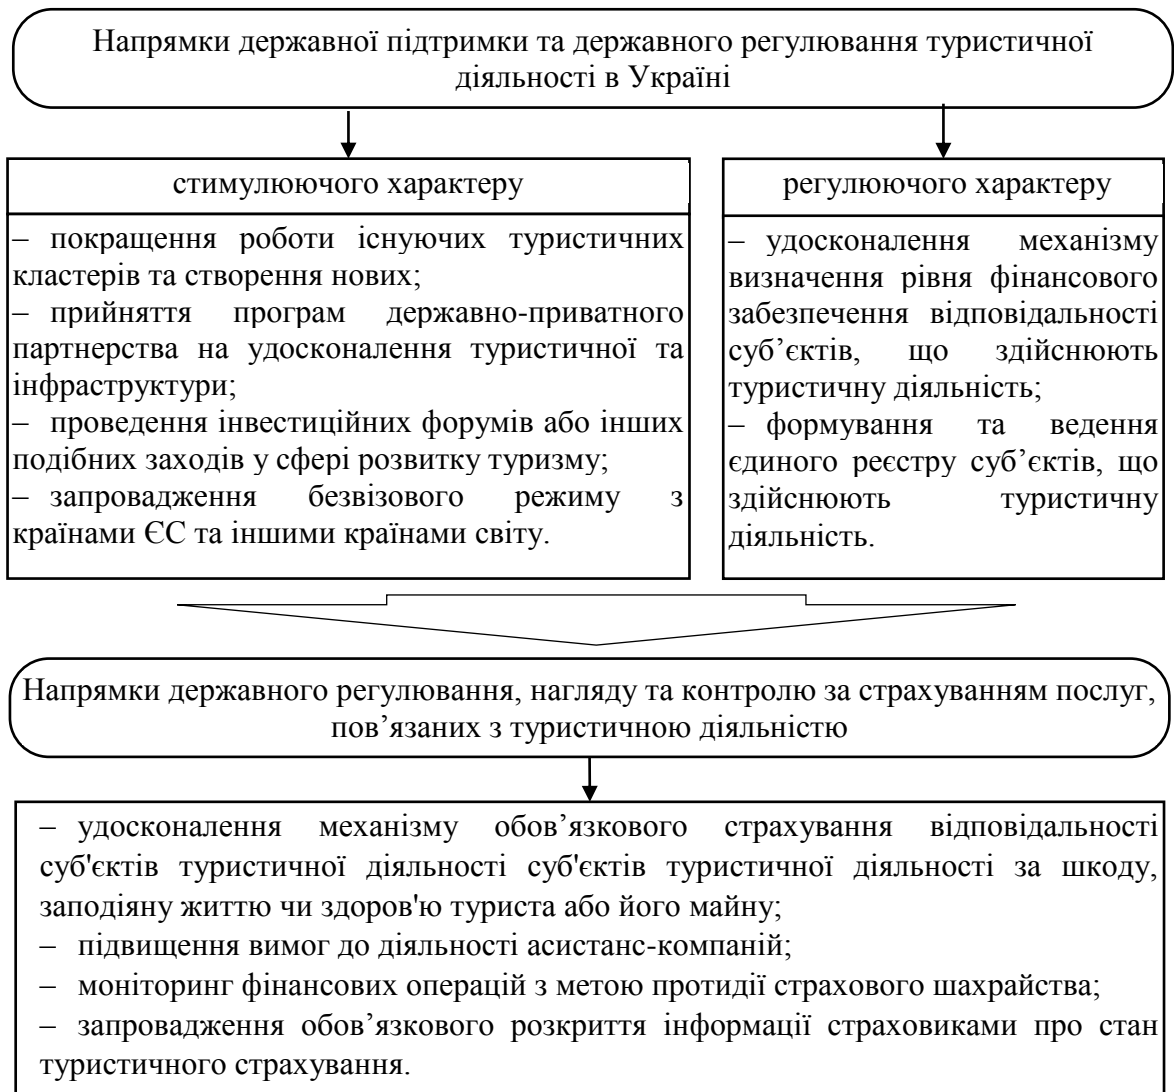 Напрямки державної підтримки та державного регулювання туристичної
діяльності в Україні
стимулюючого характеру
– покращення роботи існуючих туристичних
кластерів та створення нових;
– прийняття програм державно-приватного
партнерства на удосконалення туристичної та
інфраструктури;
– проведення інвестиційних форумів або інших
подібних заходів у сфері розвитку туризму;
– запровадження безвізового режиму з
країнами ЄС та іншими країнами світу.
регулюючого характеру
– удосконалення механізму
визначення рівня фінансового
забезпечення відповідальності
суб’єктів, що здійснюють
туристичну діяльність;
– формування та ведення
єдиного реєстру суб’єктів, що
здійснюють туристичну
діяльність.
Напрямки державного регулювання, нагляду та контролю за страхуванням послуг,
пов’язаних з туристичною діяльністю
– удосконалення механізму обов’язкового страхування відповідальності
суб'єктів туристичної діяльності суб'єктів туристичної діяльності за шкоду,
заподіяну життю чи здоров'ю туриста або його майну;
– підвищення вимог до діяльності асистанс-компаній;
– моніторинг фінансових операцій з метою протидії страхового шахрайства;
– запровадження обов’язкового розкриття інформації страховиками про стан
туристичного страхування.